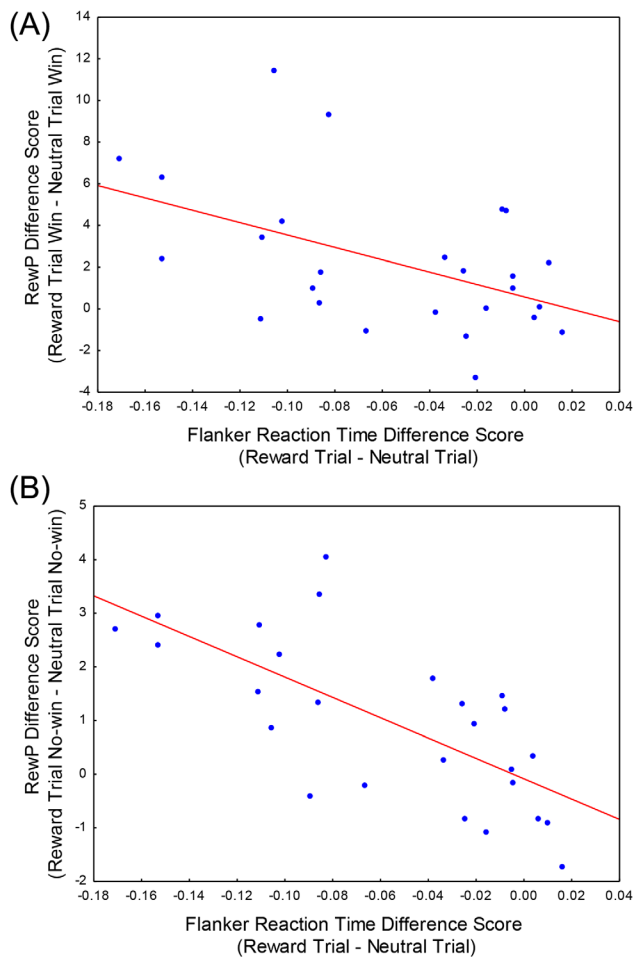 (A)
14
12
10
8
6
4
2
0
-2
-4
RewP Difference Score
(Reward Trial Win - Neutral Trial Win)
-0.18 -0.16 -0.14 -0.12 -0.10 -0.08 -0.06 -0.04 -0.02 0.00 0.02 0.04
Flanker Reaction Time Difference Score
(Reward Trial - Neutral Trial)
(B)
5
4
3
2
1
0
-1
-2
RewP Difference Score
(Reward Trial No-win - Neutral Trial No-win)
-0.18 -0.16 -0.14 -0.12 -0.10 -0.08 -0.06 -0.04 -0.02 0.00 0.02 0.04
Flanker Reaction Time Difference Score
(Reward Trial - Neutral Trial)